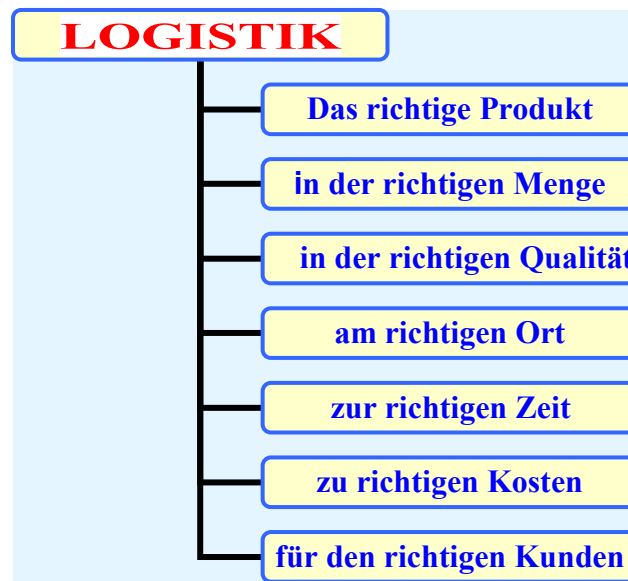 LOGISTIK
Das richtige Produkt
in der richtigen Menge
in der richtigen Qualität
am richtigen Ort
zur richtigen Zeit
zu richtigen Kosten
für den richtigen Kunden